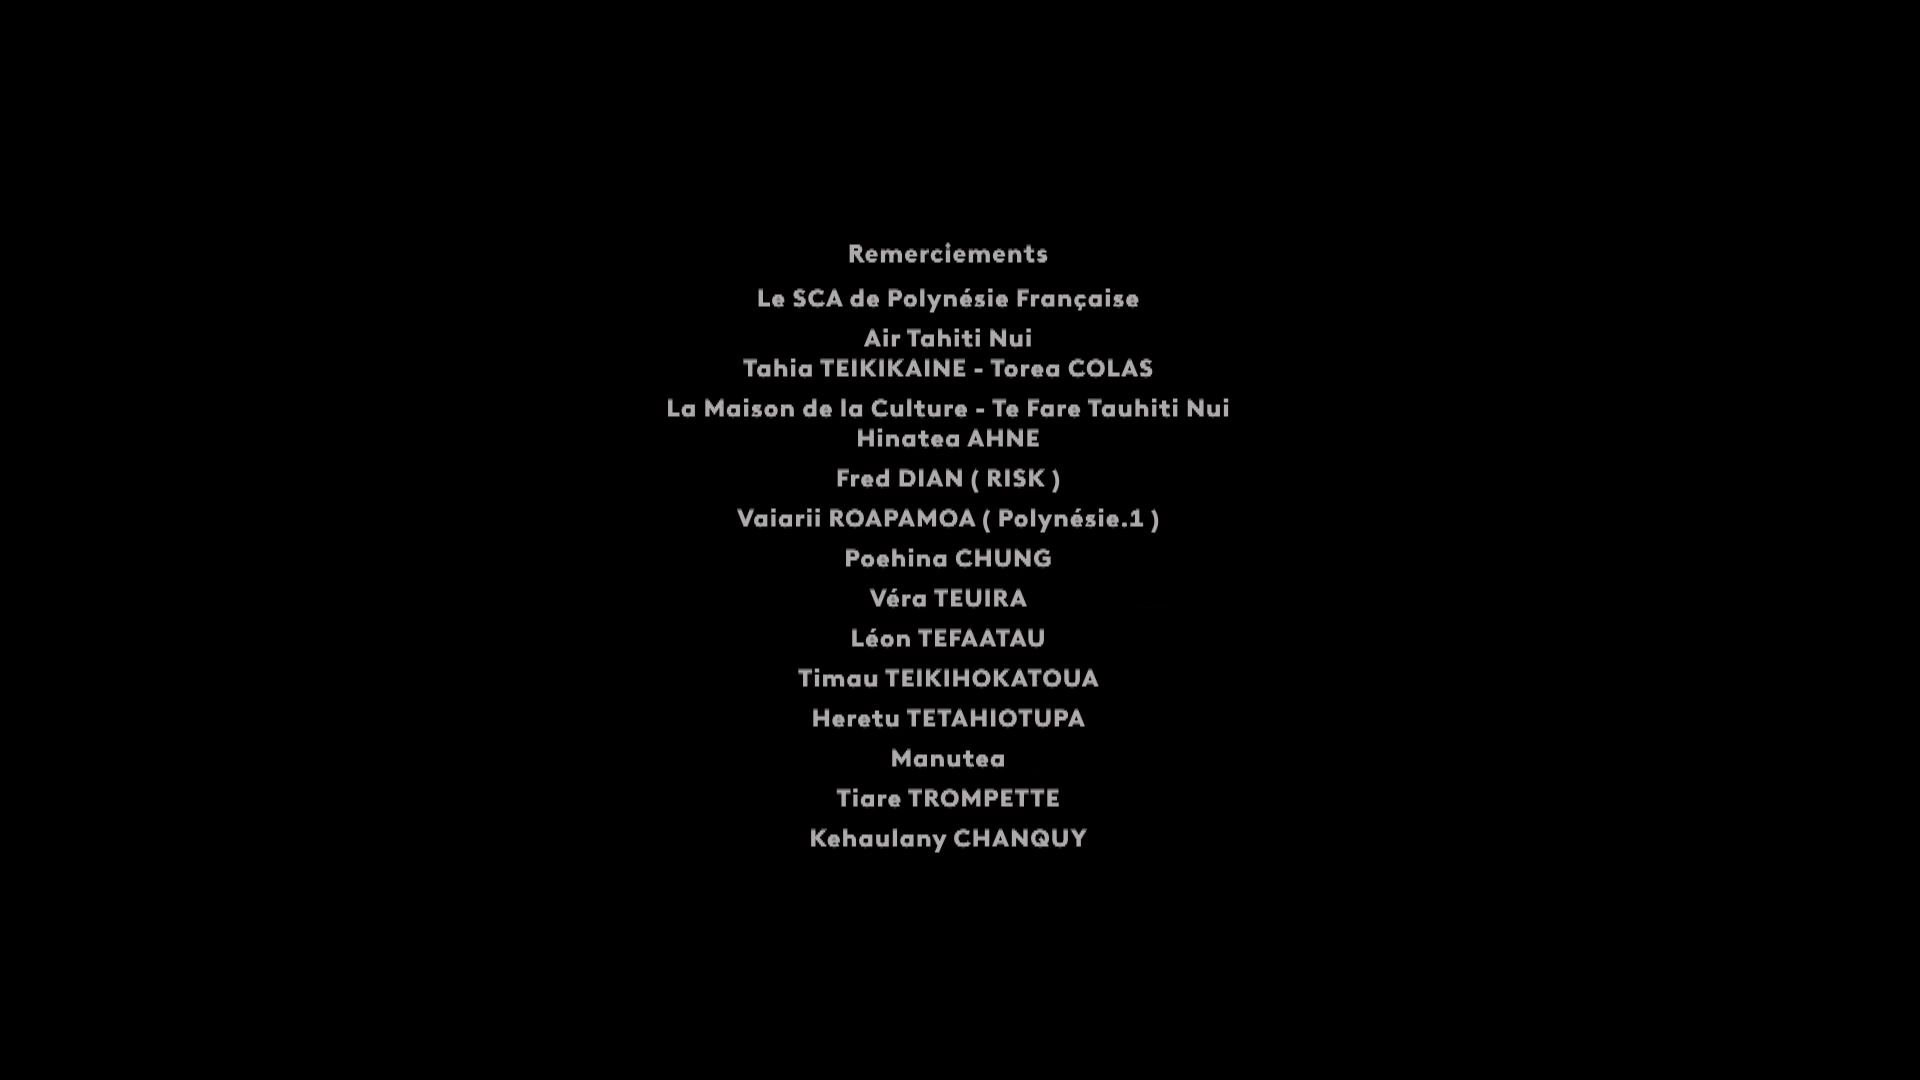 Remerciements
Le SCA de Polynésie Française
Air Tahiti Nui
Tahia TEIKIKAINE - Torea COLAS
La Maison de la Culture - Te Fare Tauhiti Nui
Hinatea AHNE
Fred DIAN ( RISK )
Vaiarii ROAPAMOA ( Polynésie.1 )
Poehina CHUNG
Véra TEUIRA
Léon TEFAATAU
Timau TEIKIHOKATOUA
Heretu TETAHIOTUPA
Manutea
Tiare TROMPETTE
Kehaulany CHANQUY